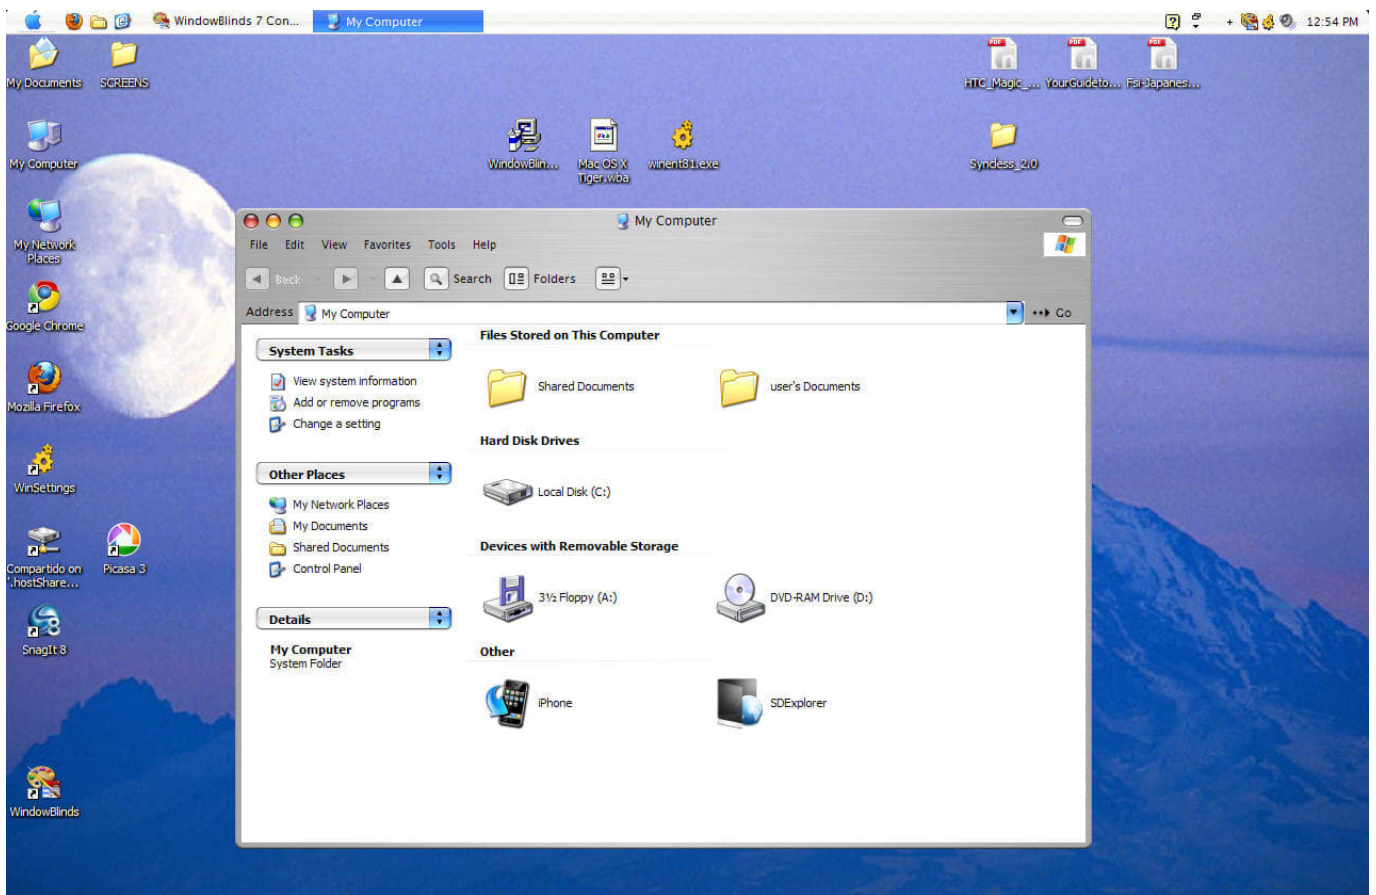 WindowBlinds 7 Con...
My Computer
12:54 PM
My Documents
SCREENS
HTC_Magic_...
YourGuideto...
Fsi-Japanes...
My Computer
WindowBlin...
Mac OS X
Tiger.wba
winent81.exe
Syncless_2.0
My Network
Places
Google Chrome
Mozilla Firefox
WinSettings
Compartido on
'.hostShare...
Picasa 3
SnagIt 8
WindowBlinds
My Computer
File Edit View Favorites Tools Help
Back Search Folders
Address My Computer Go
System Tasks
View system information
Add or remove programs
Change a setting
Other Places
My Network Places
My Documents
Shared Documents
Control Panel
Details
My Computer
System Folder
Files Stored on This Computer
Shared Documents
user's Documents
Hard Disk Drives
Local Disk (C:)
Devices with Removable Storage
3½ Floppy (A:)
DVD-RAM Drive (D:)
Other
iPhone
SDExplorer